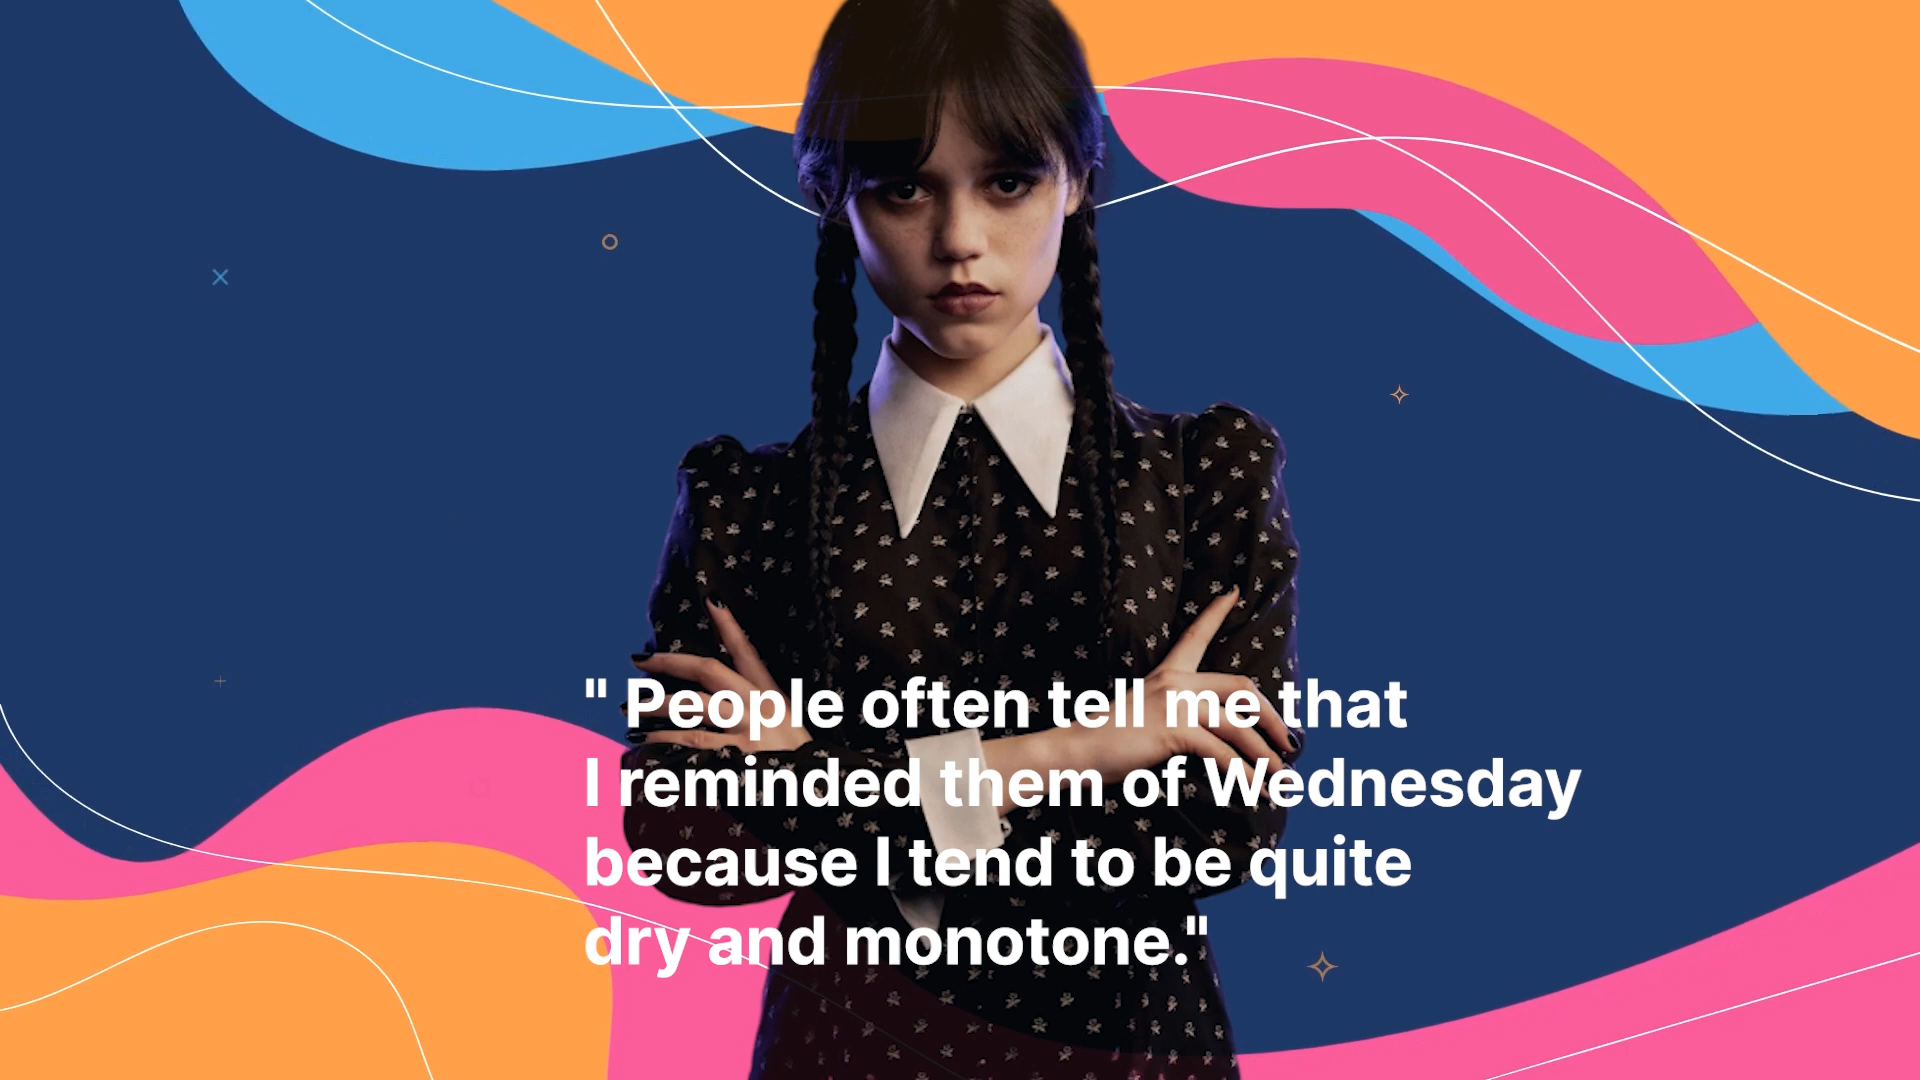 " People often tell me that
I reminded them of Wednesday
because I tend to be quite
dry and monotone."